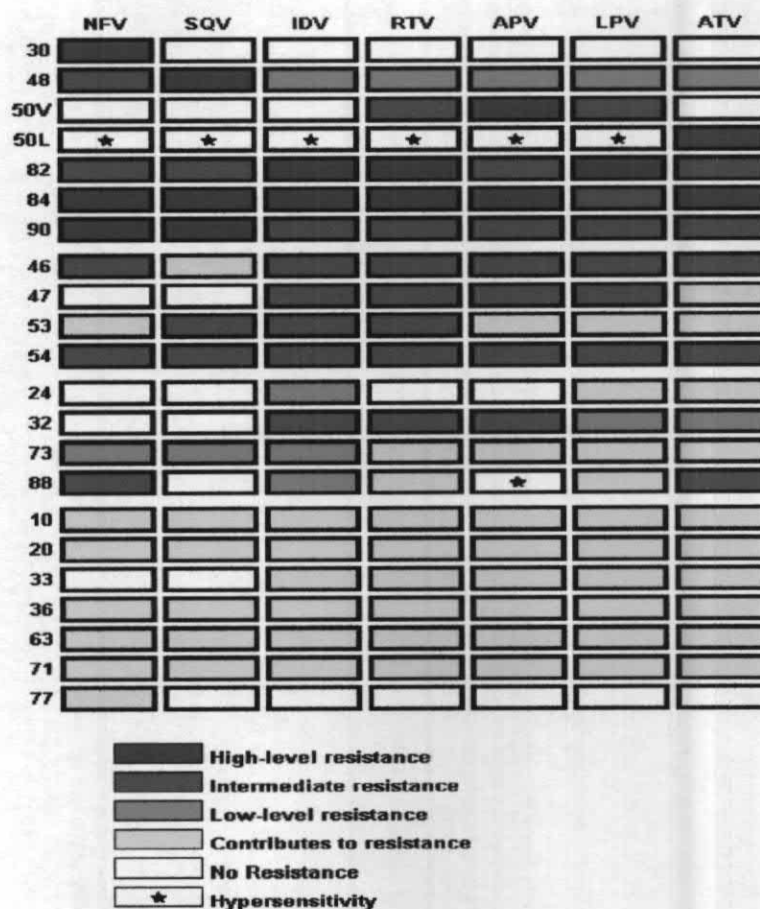 NFV SQV IDV RTV APV LPV ATV
30
48
50V
50L ★ ★ ★ ★ ★ ★
82
84
90
46
47
53
54
24
32
73
88 ★
10
20
33
36
63
71
77
High-level resistance
Intermediate resistance
Low-level resistance
Contributes to resistance
No Resistance
★ Hypersensitivity